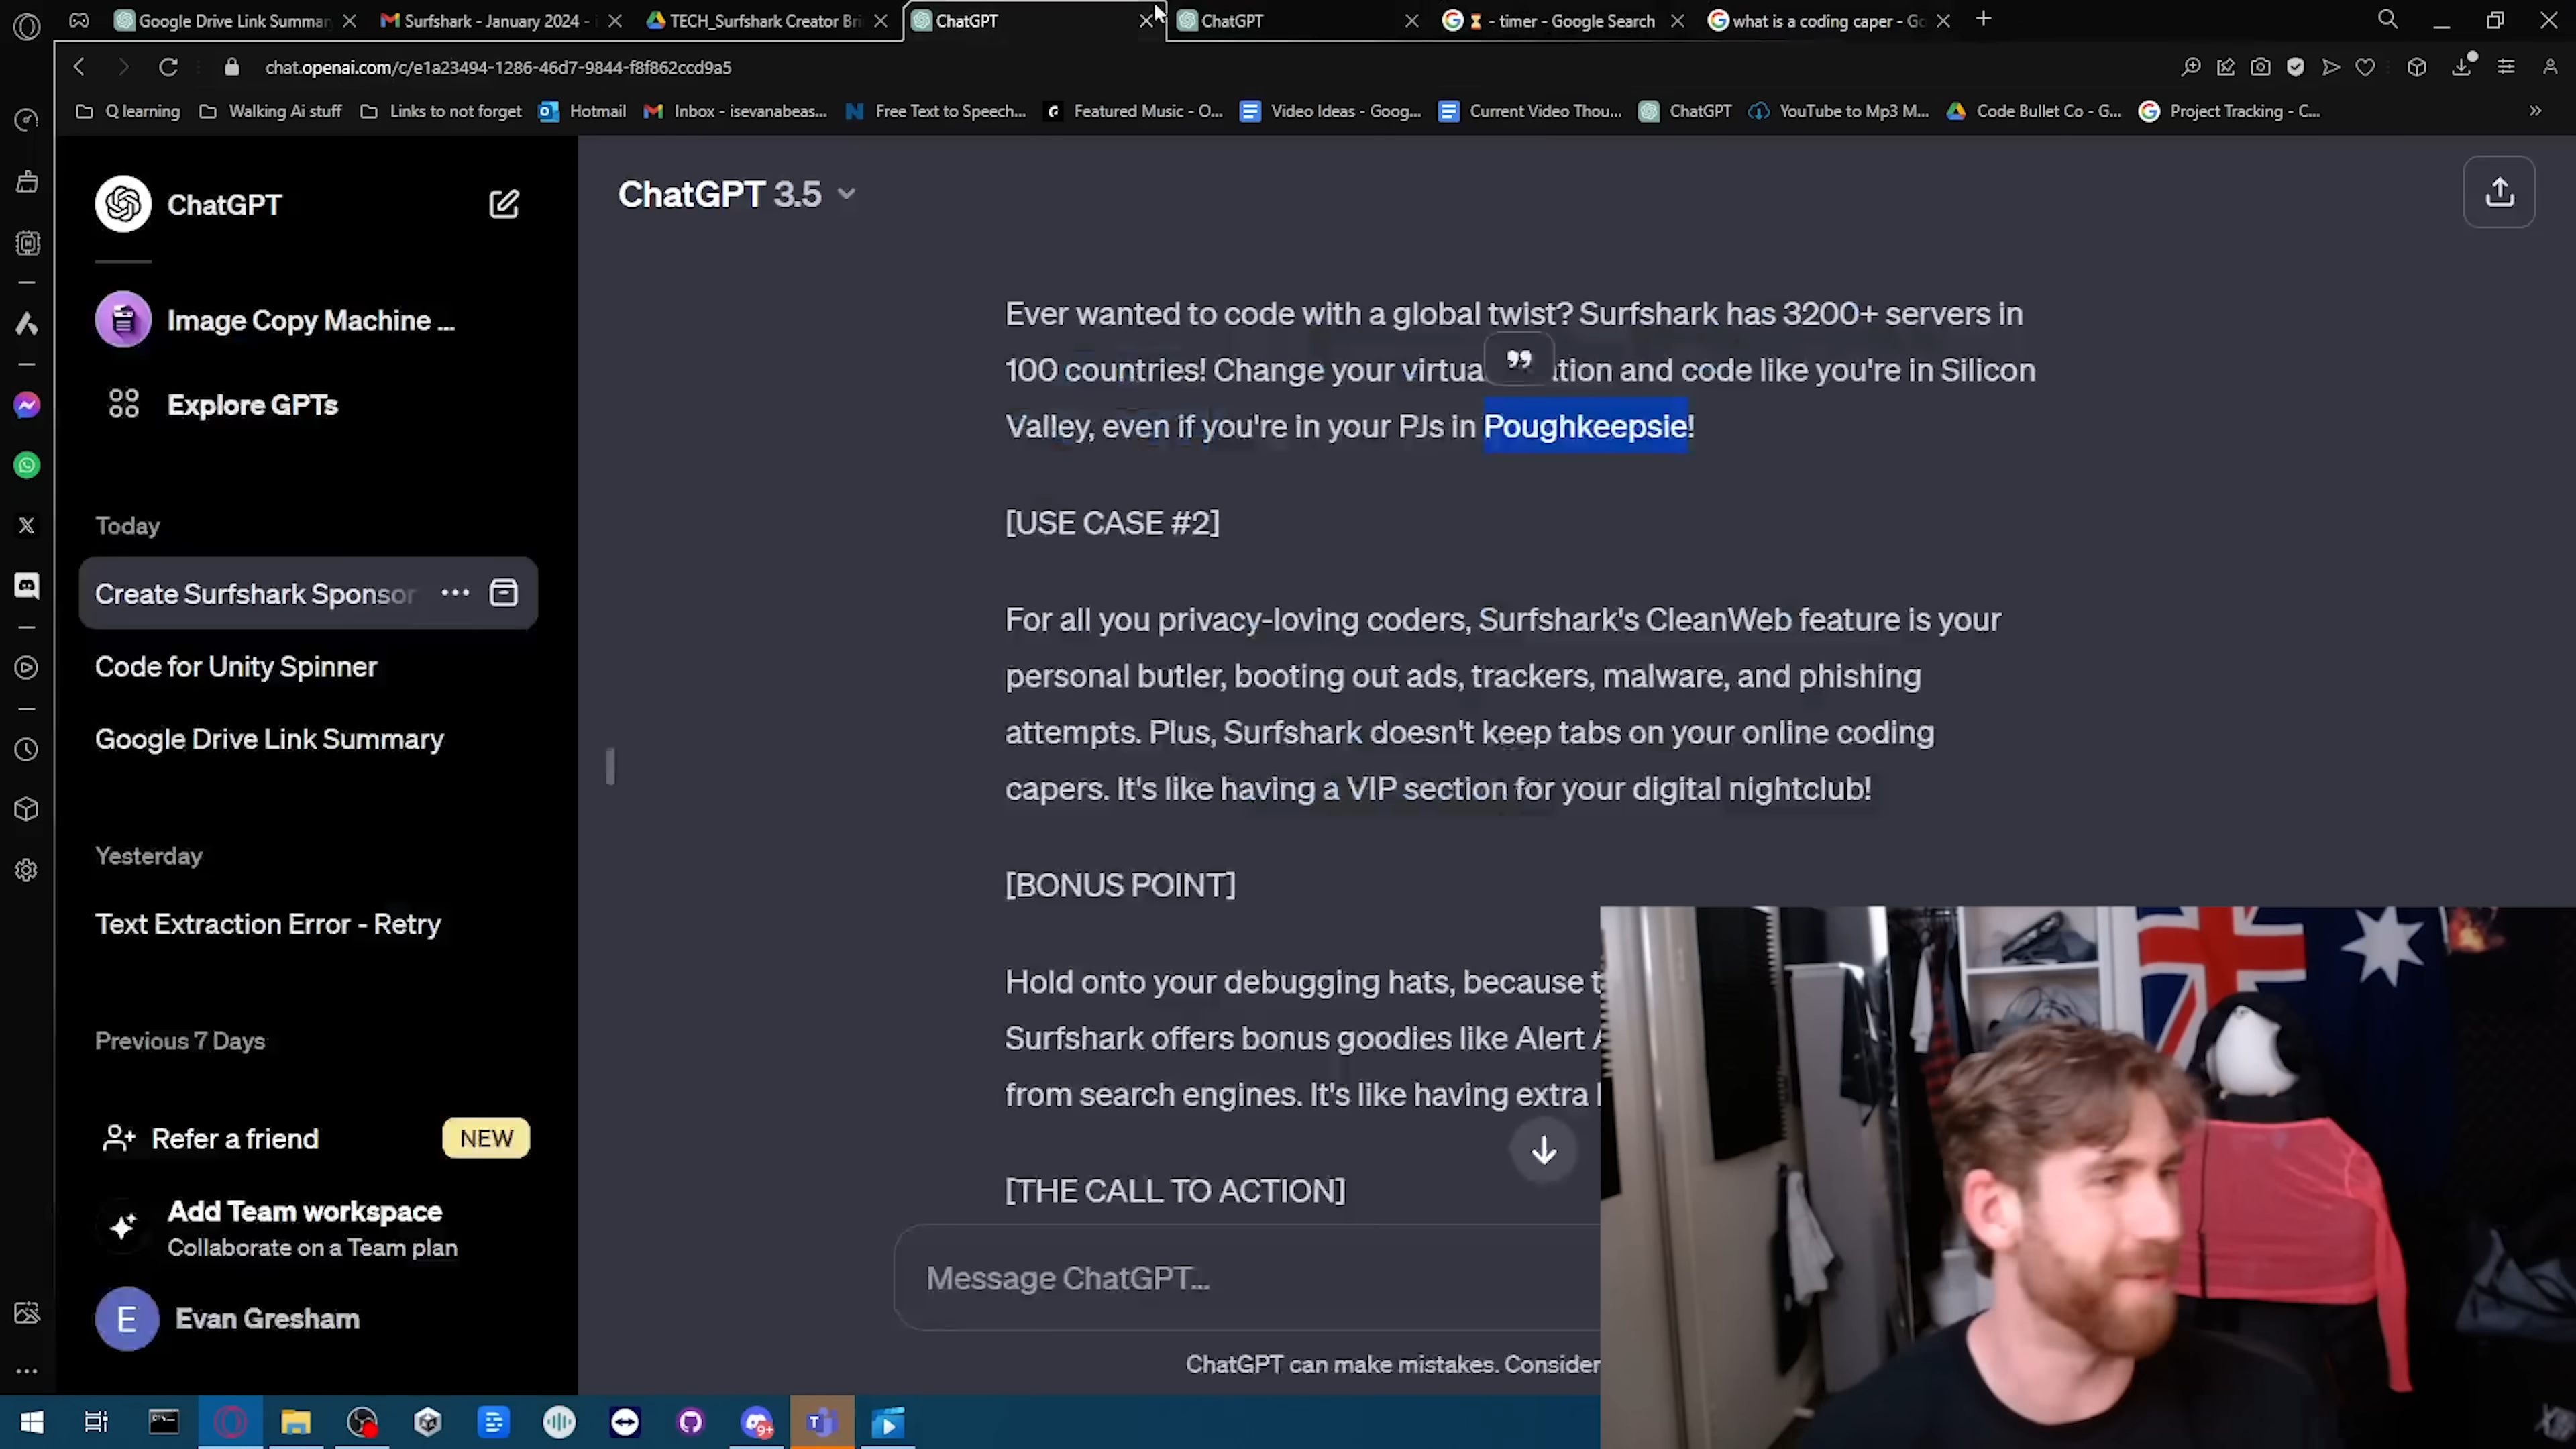 Google Drive Link Summar
Surfshark - January 2024 -
TECH_Surfshark Creator Bri
ChatGPT
ChatGPT
⌛ - timer - Google Search
what is a coding caper - Go
chat.openai.com/c/e1a23494-1286-46d7-9844-f8f862ccd9a5
Q learning
Walking Ai stuff
Links to not forget
Hotmail
Inbox - isevanabeas...
Free Text to Speech...
Featured Music - O...
Video Ideas - Goog...
Current Video Thou...
ChatGPT
YouTube to Mp3 M...
Code Bullet Co - G...
Project Tracking - C...
ChatGPT
Image Copy Machine ...
Explore GPTs
Today
Create Surfshark Sponsor
Code for Unity Spinner
Google Drive Link Summary
Yesterday
Text Extraction Error - Retry
Previous 7 Days
Refer a friend
NEW
Add Team workspace
Collaborate on a Team plan
E
Evan Gresham
ChatGPT 3.5
Ever wanted to code with a global twist? Surfshark has 3200+ servers in
100 countries! Change your virtua tion and code like you're in Silicon
Valley, even if you're in your PJs in Poughkeepsie!
[USE CASE #2]
For all you privacy-loving coders, Surfshark's CleanWeb feature is your
personal butler, booting out ads, trackers, malware, and phishing
attempts. Plus, Surfshark doesn't keep tabs on your online coding
capers. It's like having a VIP section for your digital nightclub!
[BONUS POINT]
Hold onto your debugging hats, because t
Surfshark offers bonus goodies like Alert A
from search engines. It's like having extra
[THE CALL TO ACTION]
Message ChatGPT...
ChatGPT can make mistakes. Consider
9+